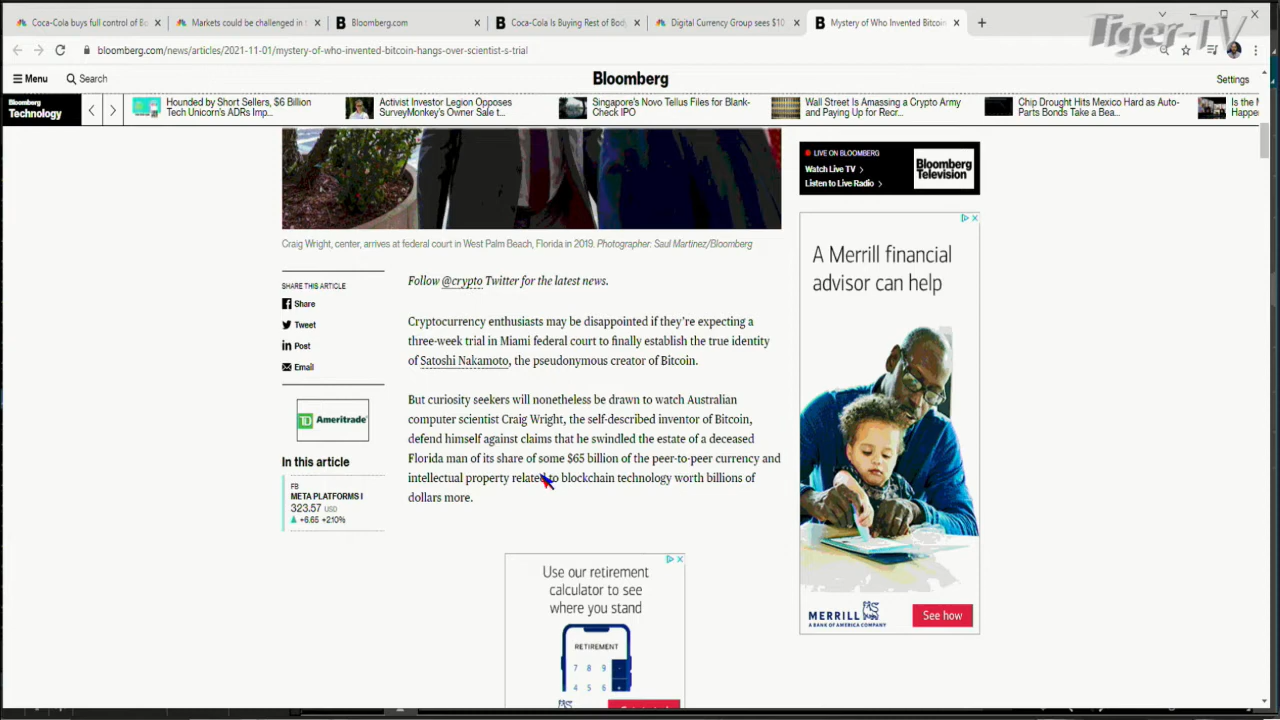 Coca-Cola buys full control of Bo
Markets could be challenged in t
Bloomberg.com
Coca-Cola Is Buying Rest of Body
Digital Currency Group sees $10
Mystery of Who Invented Bitcoin
Tiger-TV
bloomberg.com/news/articles/2021-11-01/mystery-of-who-invented-bitcoin-hangs-over-scientist-s-trial
Menu
Search
Bloomberg
Settings
Bloomberg
Technology
Hounded by Short Sellers, $6 Billion
Tech Unicorn's ADRs Imp...
Activist Investor Legion Opposes
SurveyMonkey's Owner Sale t...
Singapore's Novo Tellus Files for Blank-
Check IPO
Wall Street Is Amassing a Crypto Army
and Paying Up for Recr...
Chip Drought Hits Mexico Hard as Auto-
Parts Bonds Take a Bea...
Is the M
Happen
Craig Wright, center, arrives at federal court in West Palm Beach, Florida in 2019. Photographer: Saul Martinez/Bloomberg
SHARE THIS ARTICLE
Share
Tweet
Post
Email
TD Ameritrade
In this article
FB
META PLATFORMS I
323.57 USD
▲ +6.65 +2.10%
Follow @crypto Twitter for the latest news.
Cryptocurrency enthusiasts may be disappointed if they're expecting a
three-week trial in Miami federal court to finally establish the true identity
of Satoshi Nakamoto, the pseudonymous creator of Bitcoin.
But curiosity seekers will nonetheless be drawn to watch Australian
computer scientist Craig Wright, the self-described inventor of Bitcoin,
defend himself against claims that he swindled the estate of a deceased
Florida man of its share of some $65 billion of the peer-to-peer currency and
intellectual property related to blockchain technology worth billions of
dollars more.
Use our retirement
calculator to see
where you stand
RETIREMENT
7 8 9
4 5 6
LIVE ON BLOOMBERG
Watch Live TV
Listen to Live Radio
Bloomberg
Television
A Merrill financial
advisor can help
MERRILL
A BANK OF AMERICA COMPANY
See how